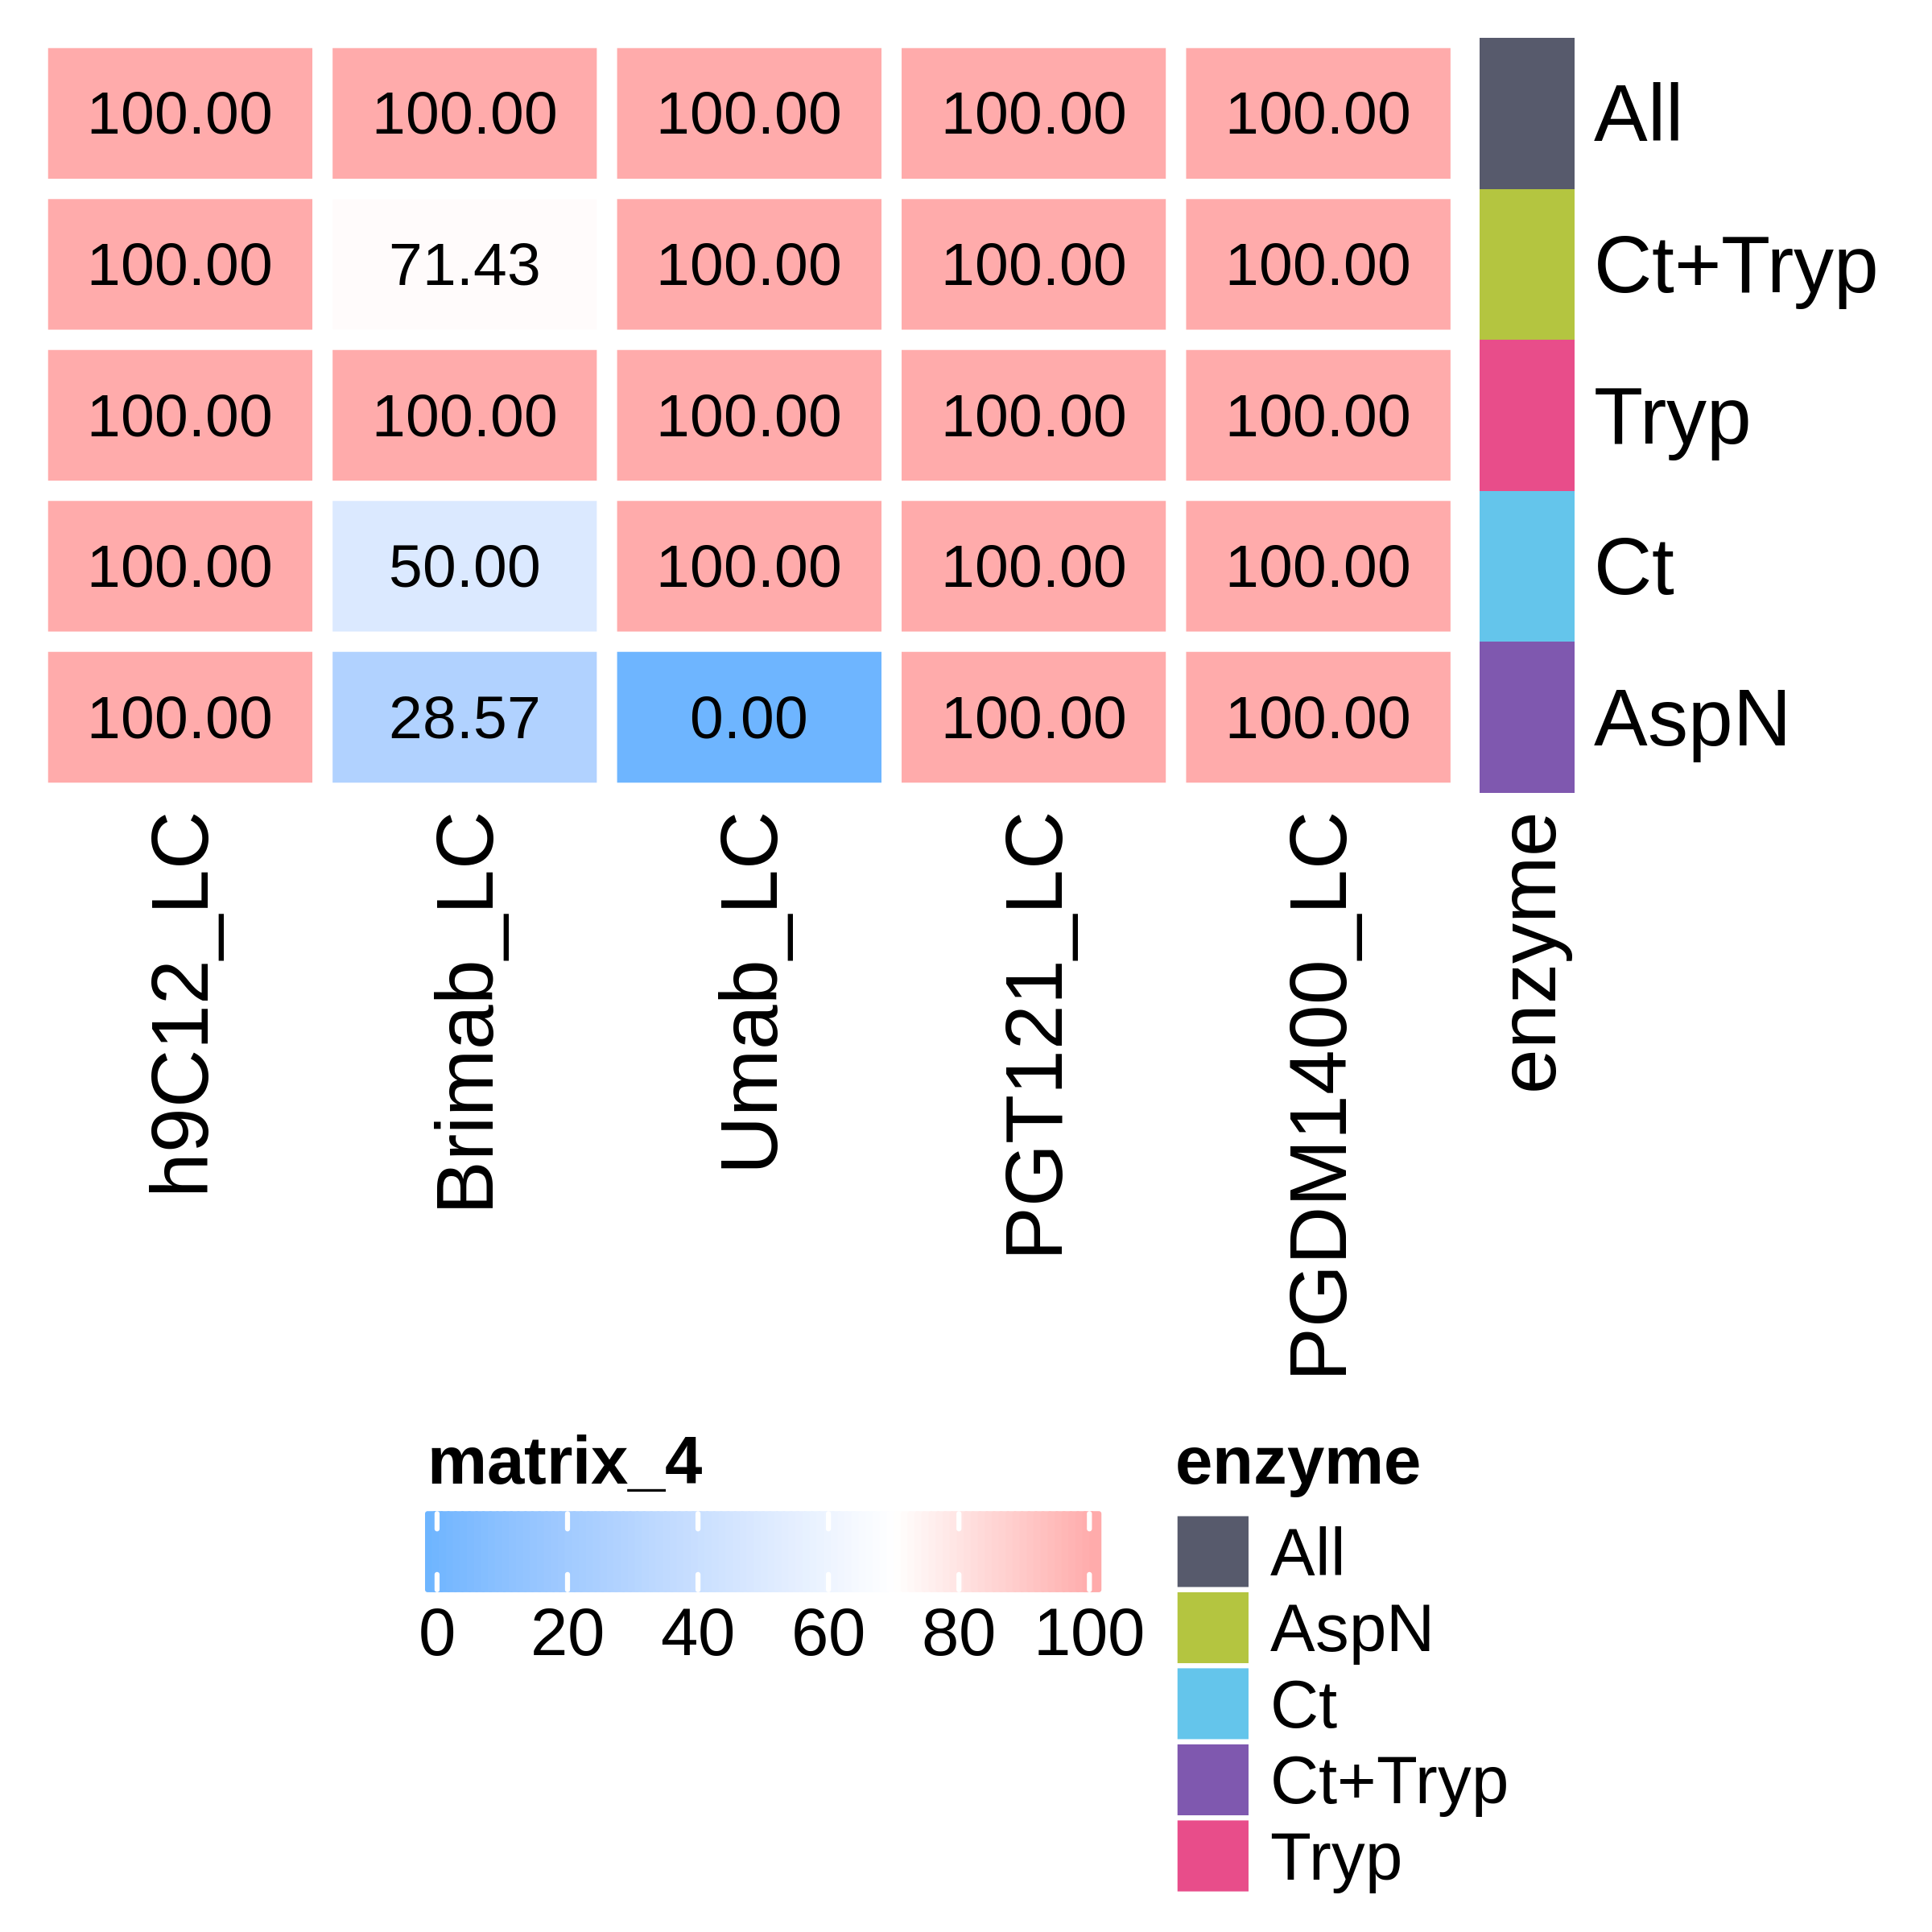 100.00 100.00 100.00 100.00 100.00 All
100.00 71.43 100.00 100.00 100.00 Ct+Tryp
100.00 100.00 100.00 100.00 100.00 Tryp
100.00 50.00 100.00 100.00 100.00 Ct
100.00 28.57 0.00 100.00 100.00 AspN
h9C12_LC
Brimab_LC
Umab_LC
PGT121_LC
PGDM1400_LC
enzyme
matrix_4
0 20 40 60 80 100
enzyme
All
AspN
Ct
Ct+Tryp
Tryp